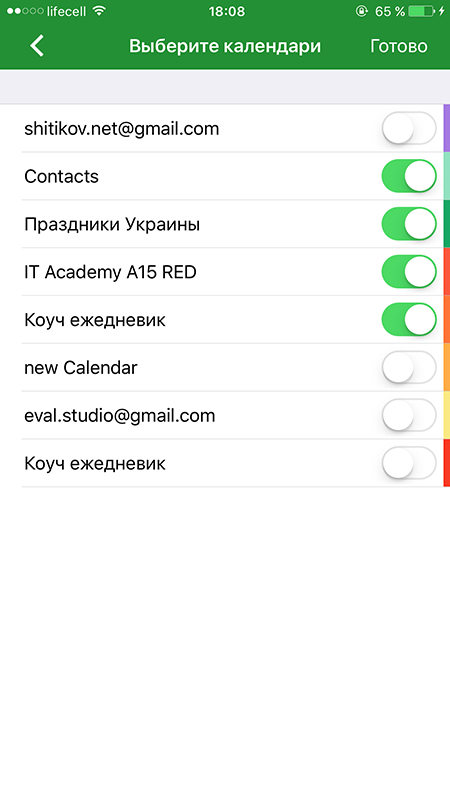 lifecell 18:08 65 %
Выберите календари Готово
shitikov.net@gmail.com
Contacts
Праздники Украины
IT Academy A15 RED
Коуч ежедневик
new Calendar
eval.studio@gmail.com
Коуч ежедневик